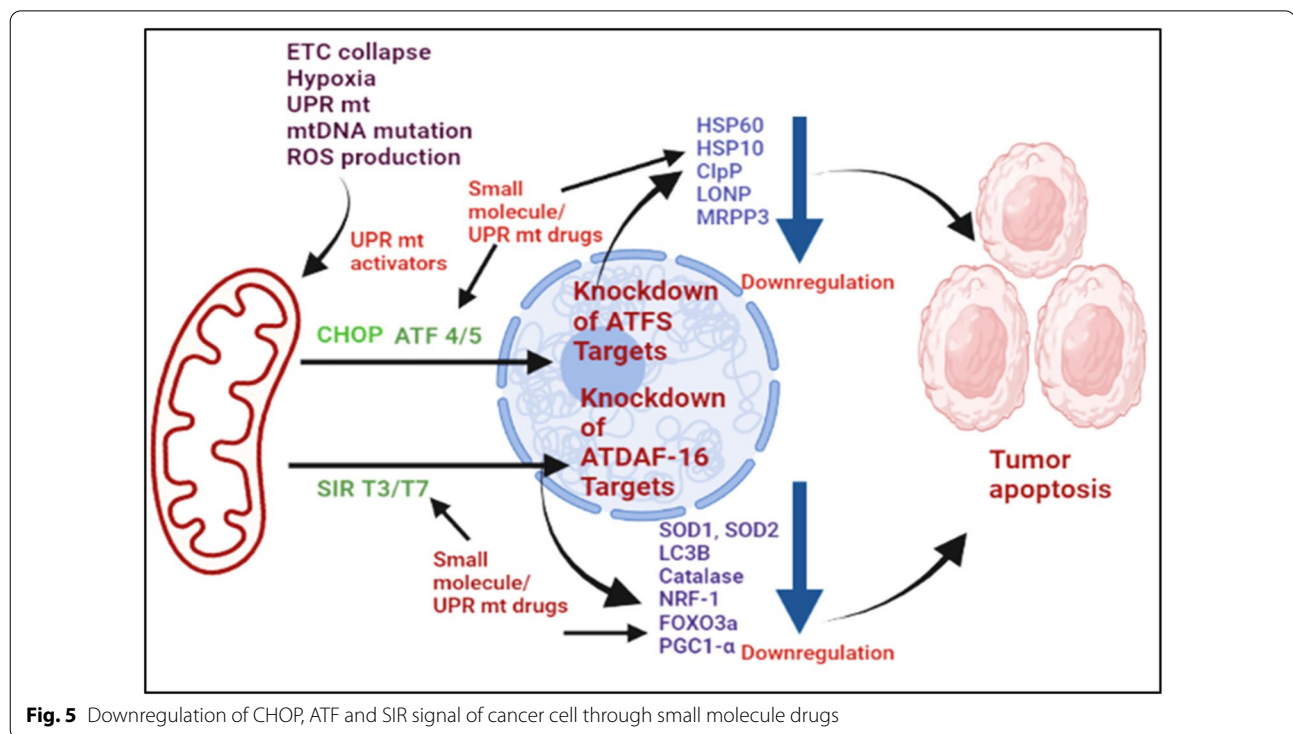 ETC collapse
Hypoxia
UPR mt
mtDNA mutation
ROS production
UPR mt
activators
Small
molecule/
UPR mt drugs
HSP60
HSP10
ClpP
LONP
MRPP3
Downregulation
CHOP ATF 4/5
Knockdown
of ATFS
Targets
Knockdown
of
ATDAF-16
Targets
SIR T3/T7
Small
molecule/
UPR mt drugs
SOD1, SOD2
LC3B
Catalase
NRF-1
FOXO3a
PGC1-α
Downregulation
Tumor
apoptosis
Fig. 5 Downregulation of CHOP, ATF and SIR signal of cancer cell through small molecule drugs